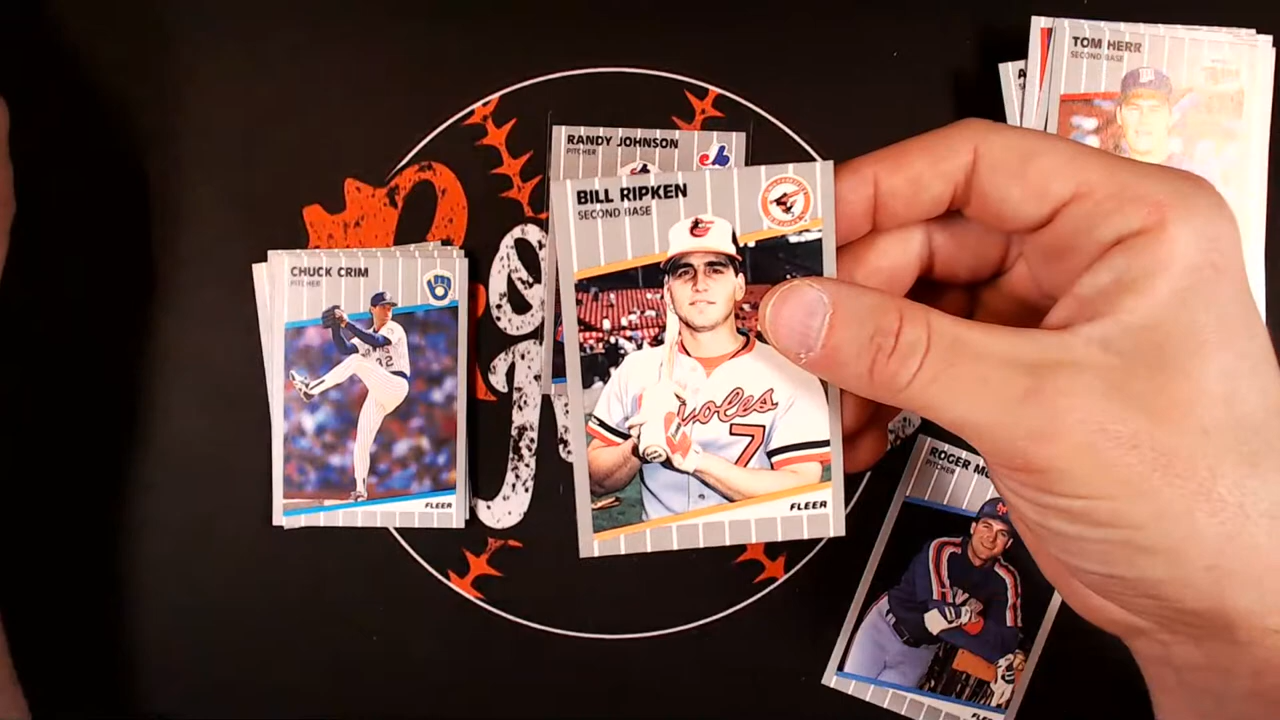 TOM HERR
SECOND BASE
RANDY JOHNSON
PITCHER
BILL RIPKEN
SECOND BASE
Orioles
7
FLEER
CHUCK CRIM
PITCHER
32
FLEER
ROGER
PITCHER